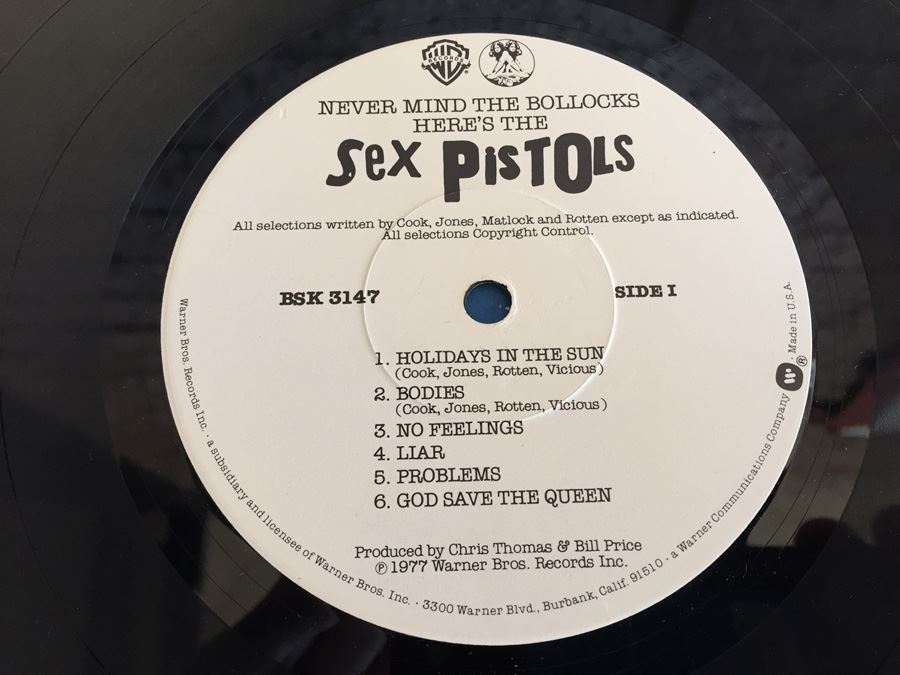 WB RECORDS ®
NEVER MIND THE BOLLOCKS
HERE'S THE
Sex PisTOLs
All selections written by Cook, Jones, Matlock and Rotten except as indicated.
All selections Copyright Control.
BSK 3147
SIDE I
1. HOLIDAYS IN THE SUN
(Cook, Jones, Rotten, Vicious)
2. BODIES
(Cook, Jones, Rotten, Vicious)
3. NO FEELINGS
4. LIAR
5. PROBLEMS
6. GOD SAVE THE QUEEN
Produced by Chris Thomas & Bill Price
℗ 1977 Warner Bros. Records Inc.
Warner Bros. Records Inc. · a subsidiary and licensee of Warner Bros. Inc. · 3300 Warner Blvd., Burbank, Calif. 91510 · a Warner Communications Company ® · Made in U.S.A.